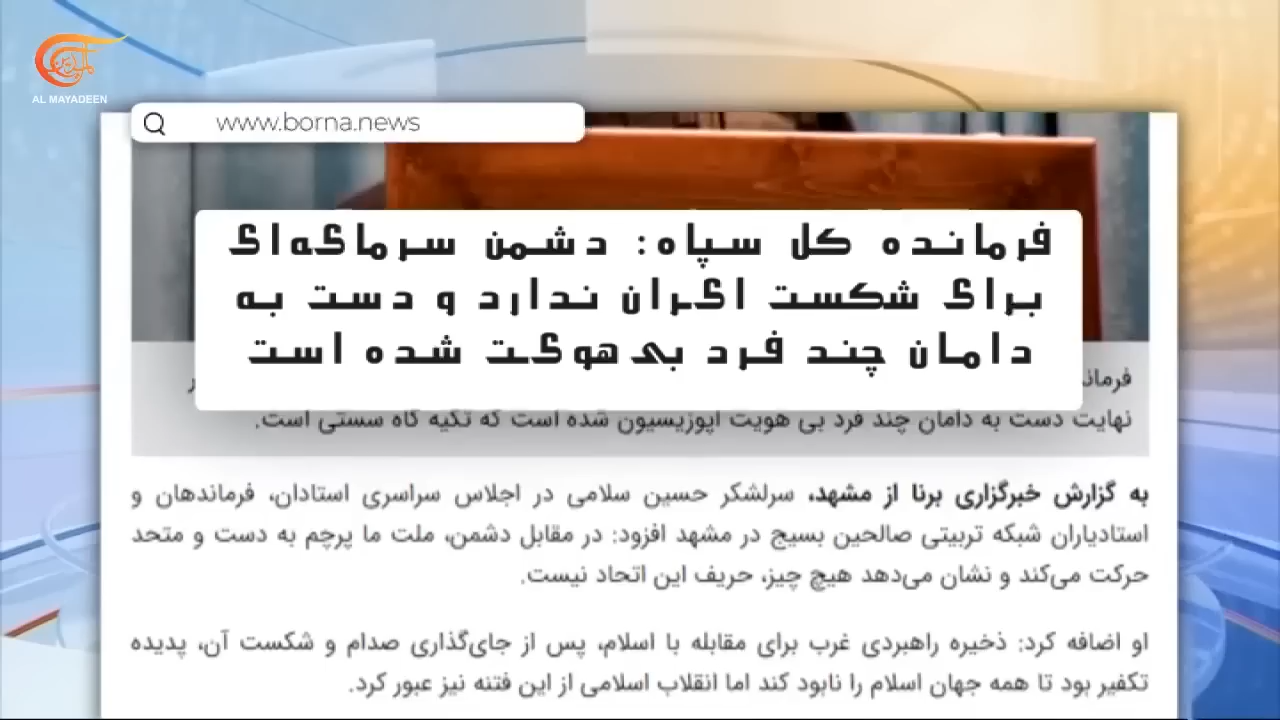 المیادین
AL MAYADEEN
www.borna.news
فرمانده کل سپاه: دشمن سرمایه‌ای
برای شکست ایران ندارد و دست به
دامان چند فرد بی‌هویت شده است
نهایت دست به دامان چند فرد بی هویت اپوزیسیون شده است که تکیه گاه سستی است.
به گزارش خبرگزاری برنا از مشهد، سرلشکر حسین سلامی در اجلاس سراسری استادان، فرماندهان و
استادیاران شبکه تربیتی صالحین بسیج در مشهد افزود: در مقابل دشمن، ملت ما پرچم به دست و متحد
حرکت می‌کند و نشان می‌دهد هیچ چیز، حریف این اتحاد نیست.
او اضافه کرد: ذخیره راهبردی غرب برای مقابله با اسلام، پس از جای‌گذاری صدام و شکست آن، پدیده
تکفیر بود تا همه جهان اسلام را نابود کند اما انقلاب اسلامی از این فتنه نیز عبور کرد.